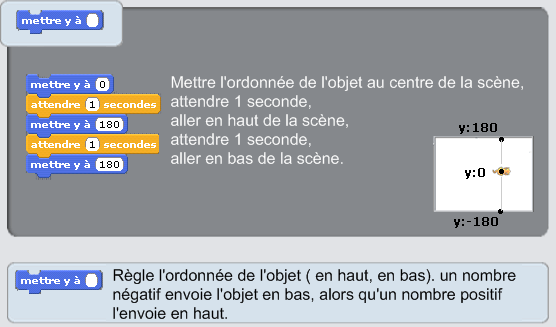 mettre y à
mettre y à 0
attendre 1 secondes
mettre y à 180
attendre 1 secondes
mettre y à 180
Mettre l'ordonnée de l'objet au centre de la scène,
attendre 1 seconde,
aller en haut de la scène,
attendre 1 seconde,
aller en bas de la scène.
y:180
y:0
y:-180
mettre y à
Règle l'ordonnée de l'objet ( en haut, en bas). un nombre
négatif envoie l'objet en bas, alors qu'un nombre positif
l'envoie en haut.